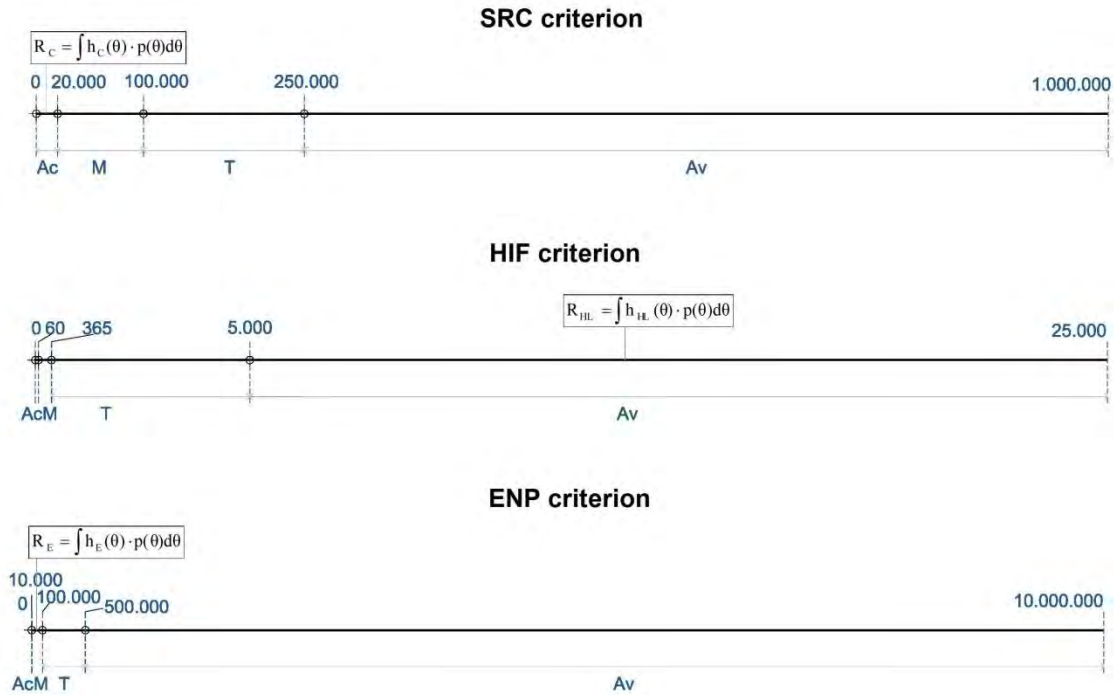 SRC criterion
R_C = ∫ h_C(θ) · p(θ)dθ
0 20.000 100.000 250.000 1.000.000
Ac M T Av
HIF criterion
R_HL = ∫ h_HL(θ) · p(θ)dθ
0 60 365 5.000 25.000
Ac M T Av
ENP criterion
R_E = ∫ h_E(θ) · p(θ)dθ
10.000
0 100.000 500.000 10.000.000
Ac M T Av